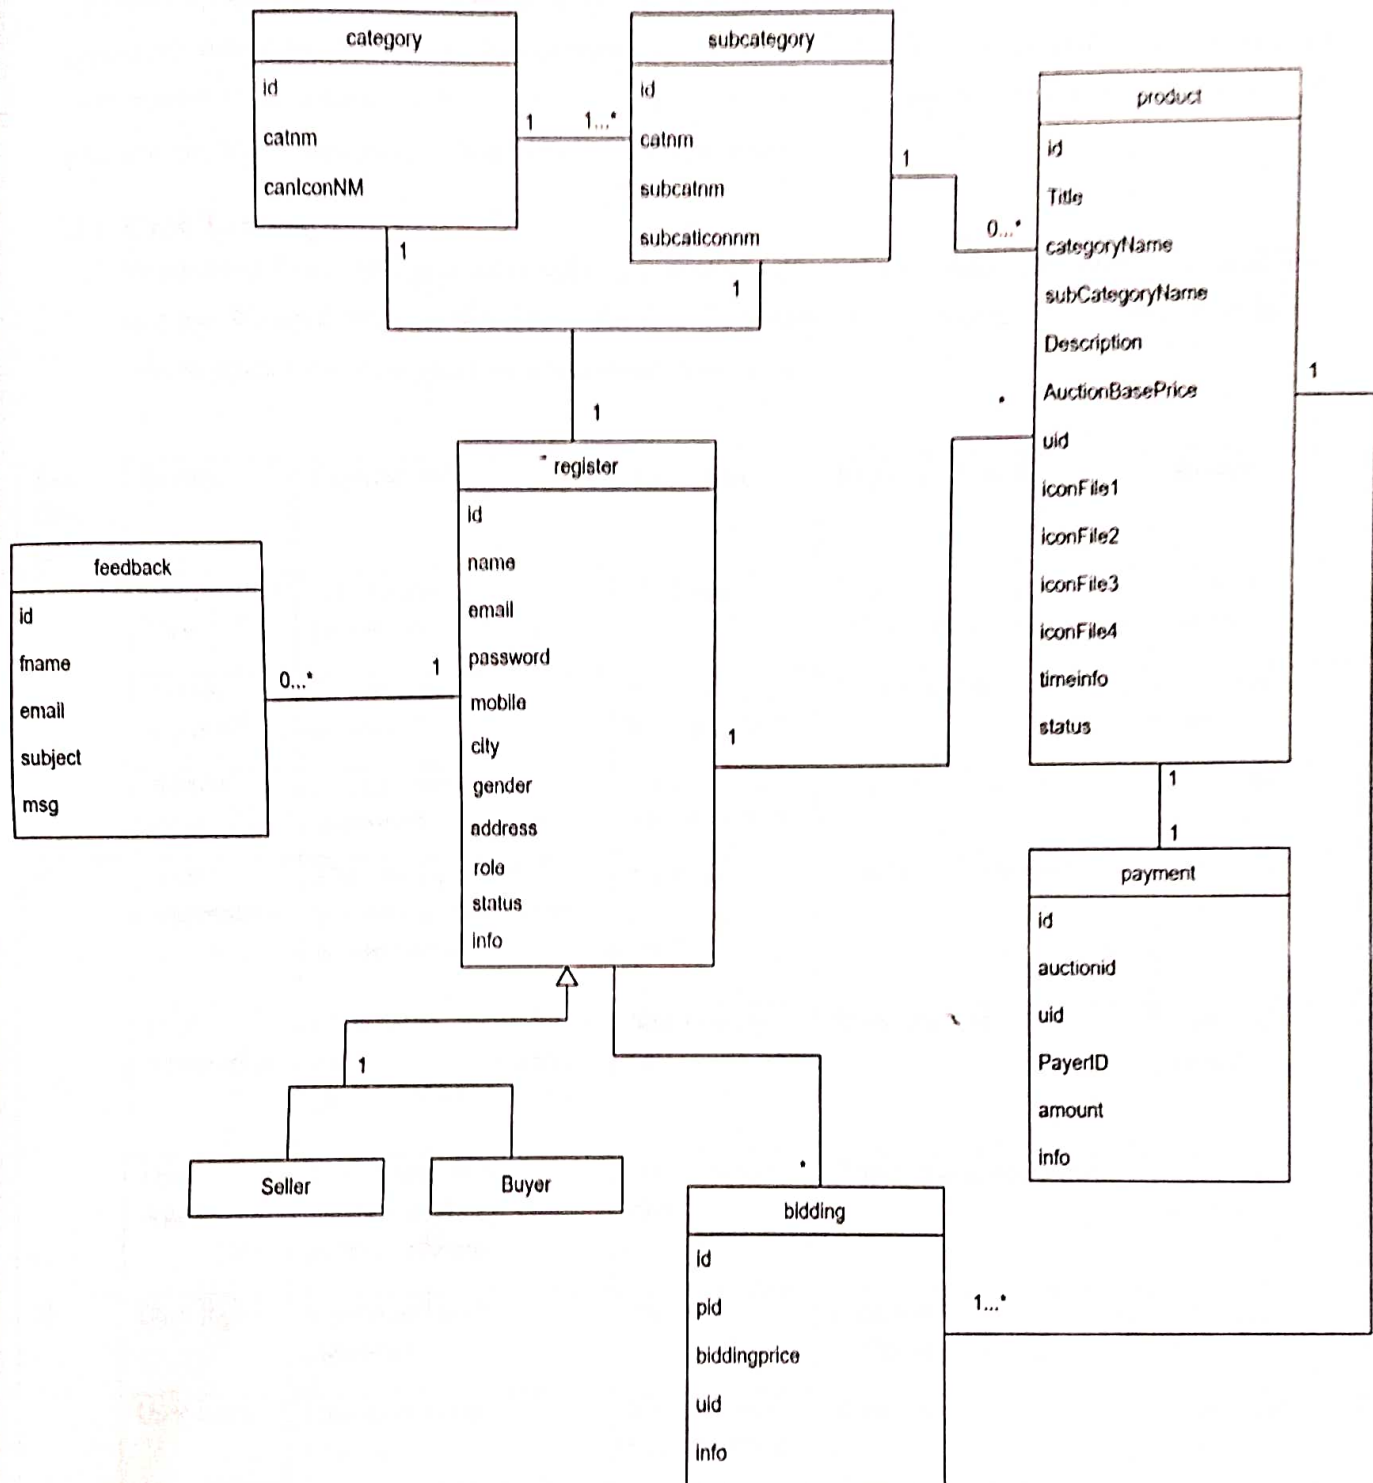 category
id
catnm
canIconNM
1
1...*
subcategory
id
catnm
subcatnm
subcaticonnm
1
0...*
product
id
Title
categoryName
subCategoryName
Description
AuctionBasePrice
uid
iconFile1
iconFile2
iconFile3
iconFile4
timeinfo
status
1
1
1
*
1
register
id
name
email
password
mobile
city
gender
address
role
status
info
feedback
id
fname
email
subject
msg
0...*
1
1
1
1
payment
id
auctionid
uid
PayerID
amount
info
1
Seller
Buyer
*
bidding
id
pid
biddingprice
uid
info
1...*